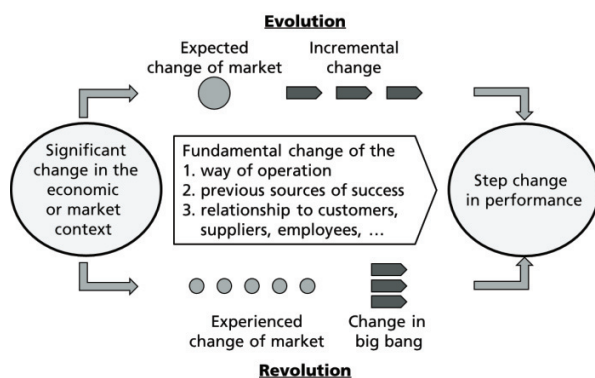 Evolution
Expected
change of market
Incremental
change
Significant
change in the
economic
or market
context
Fundamental change of the
1. way of operation
2. previous sources of success
3. relationship to customers,
suppliers, employees, ...
Step change
in performance
Experienced
change of market
Change in
big bang
Revolution